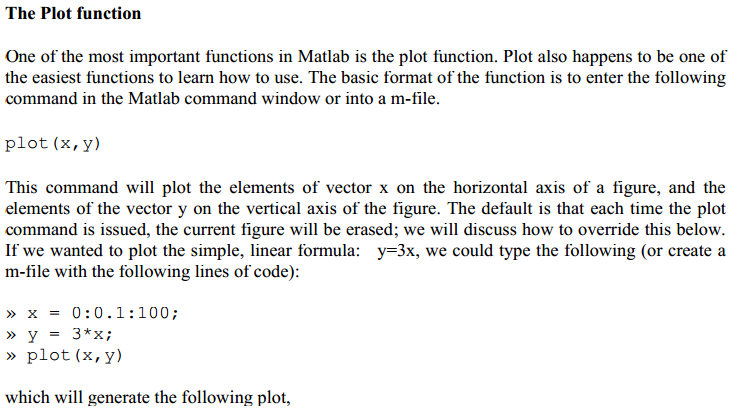 The Plot function
One of the most important functions in Matlab is the plot function. Plot also happens to be one of
the easiest functions to learn how to use. The basic format of the function is to enter the following
command in the Matlab command window or into a m-file.
plot(x,y)
This command will plot the elements of vector x on the horizontal axis of a figure, and the
elements of the vector y on the vertical axis of the figure. The default is that each time the plot
command is issued, the current figure will be erased; we will discuss how to override this below.
If we wanted to plot the simple, linear formula: y=3x, we could type the following (or create a
m-file with the following lines of code):
» x = 0:0.1:100;
» y = 3*x;
» plot(x,y)
which will generate the following plot,